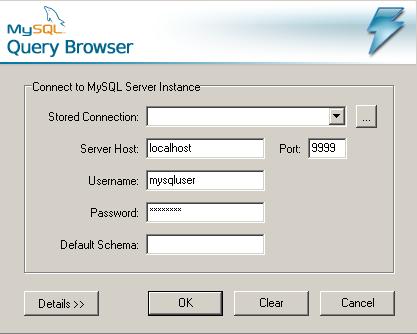 MySQL
Query Browser
Connect to MySQL Server Instance
Stored Connection:
...
Server Host: localhost Port: 9999
Username: mysqluser
Password: ********
Default Schema:
Details >> OK Clear Cancel